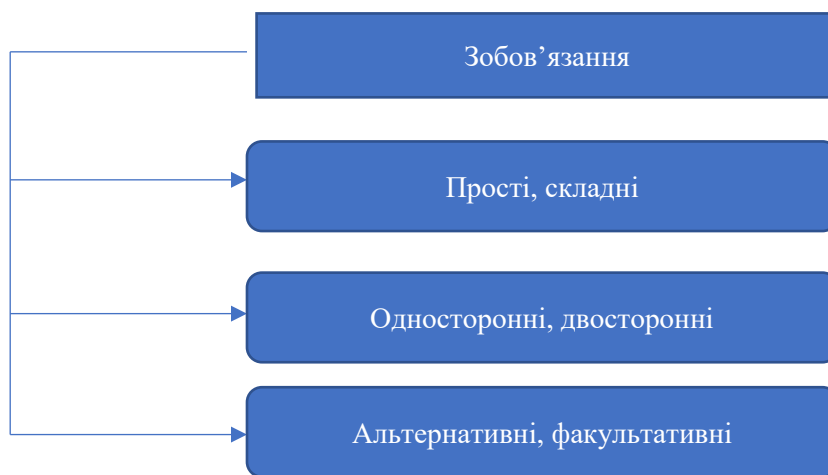 Зобов’язання
Прості, складні
Односторонні, двосторонні
Альтернативні, факультативні